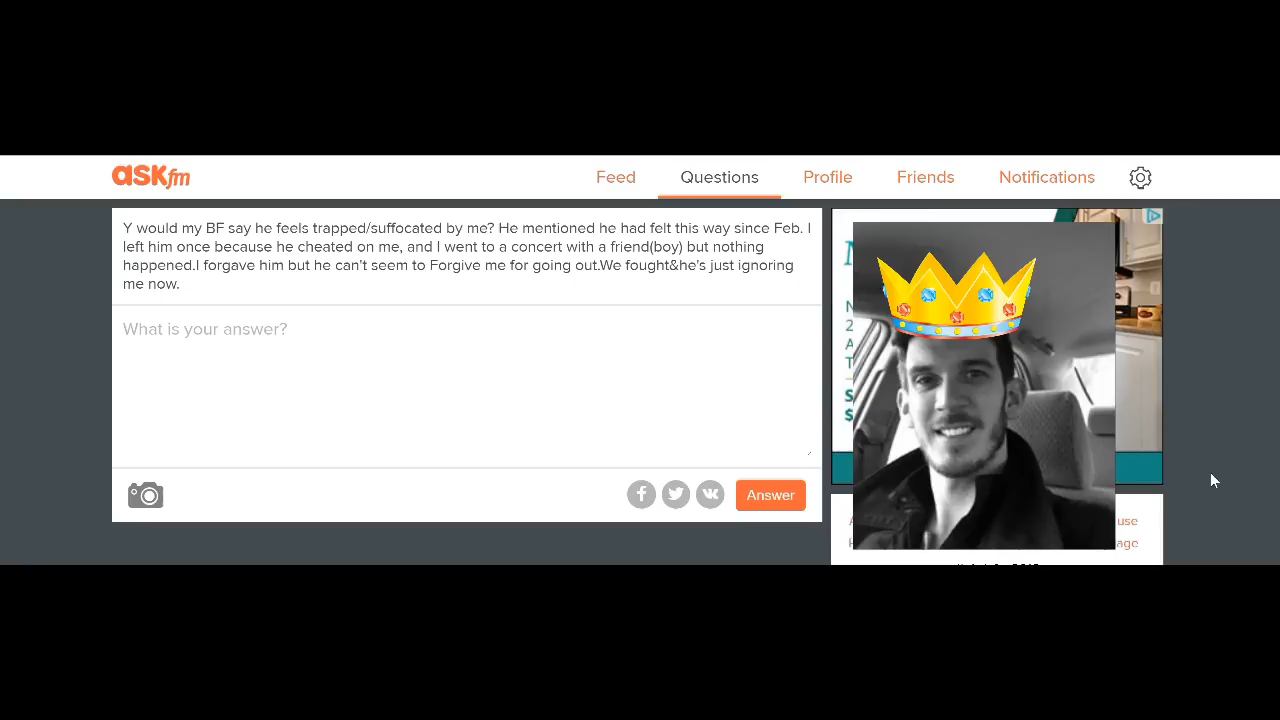 askfm
Feed Questions Profile Friends Notifications
Y would my BF say he feels trapped/suffocated by me? He mentioned he had felt this way since Feb. I
left him once because he cheated on me, and I went to a concert with a friend(boy) but nothing
happened.I forgave him but he can't seem to Forgive me for going out.We fought&he's just ignoring
me now.
What is your answer?
Answer